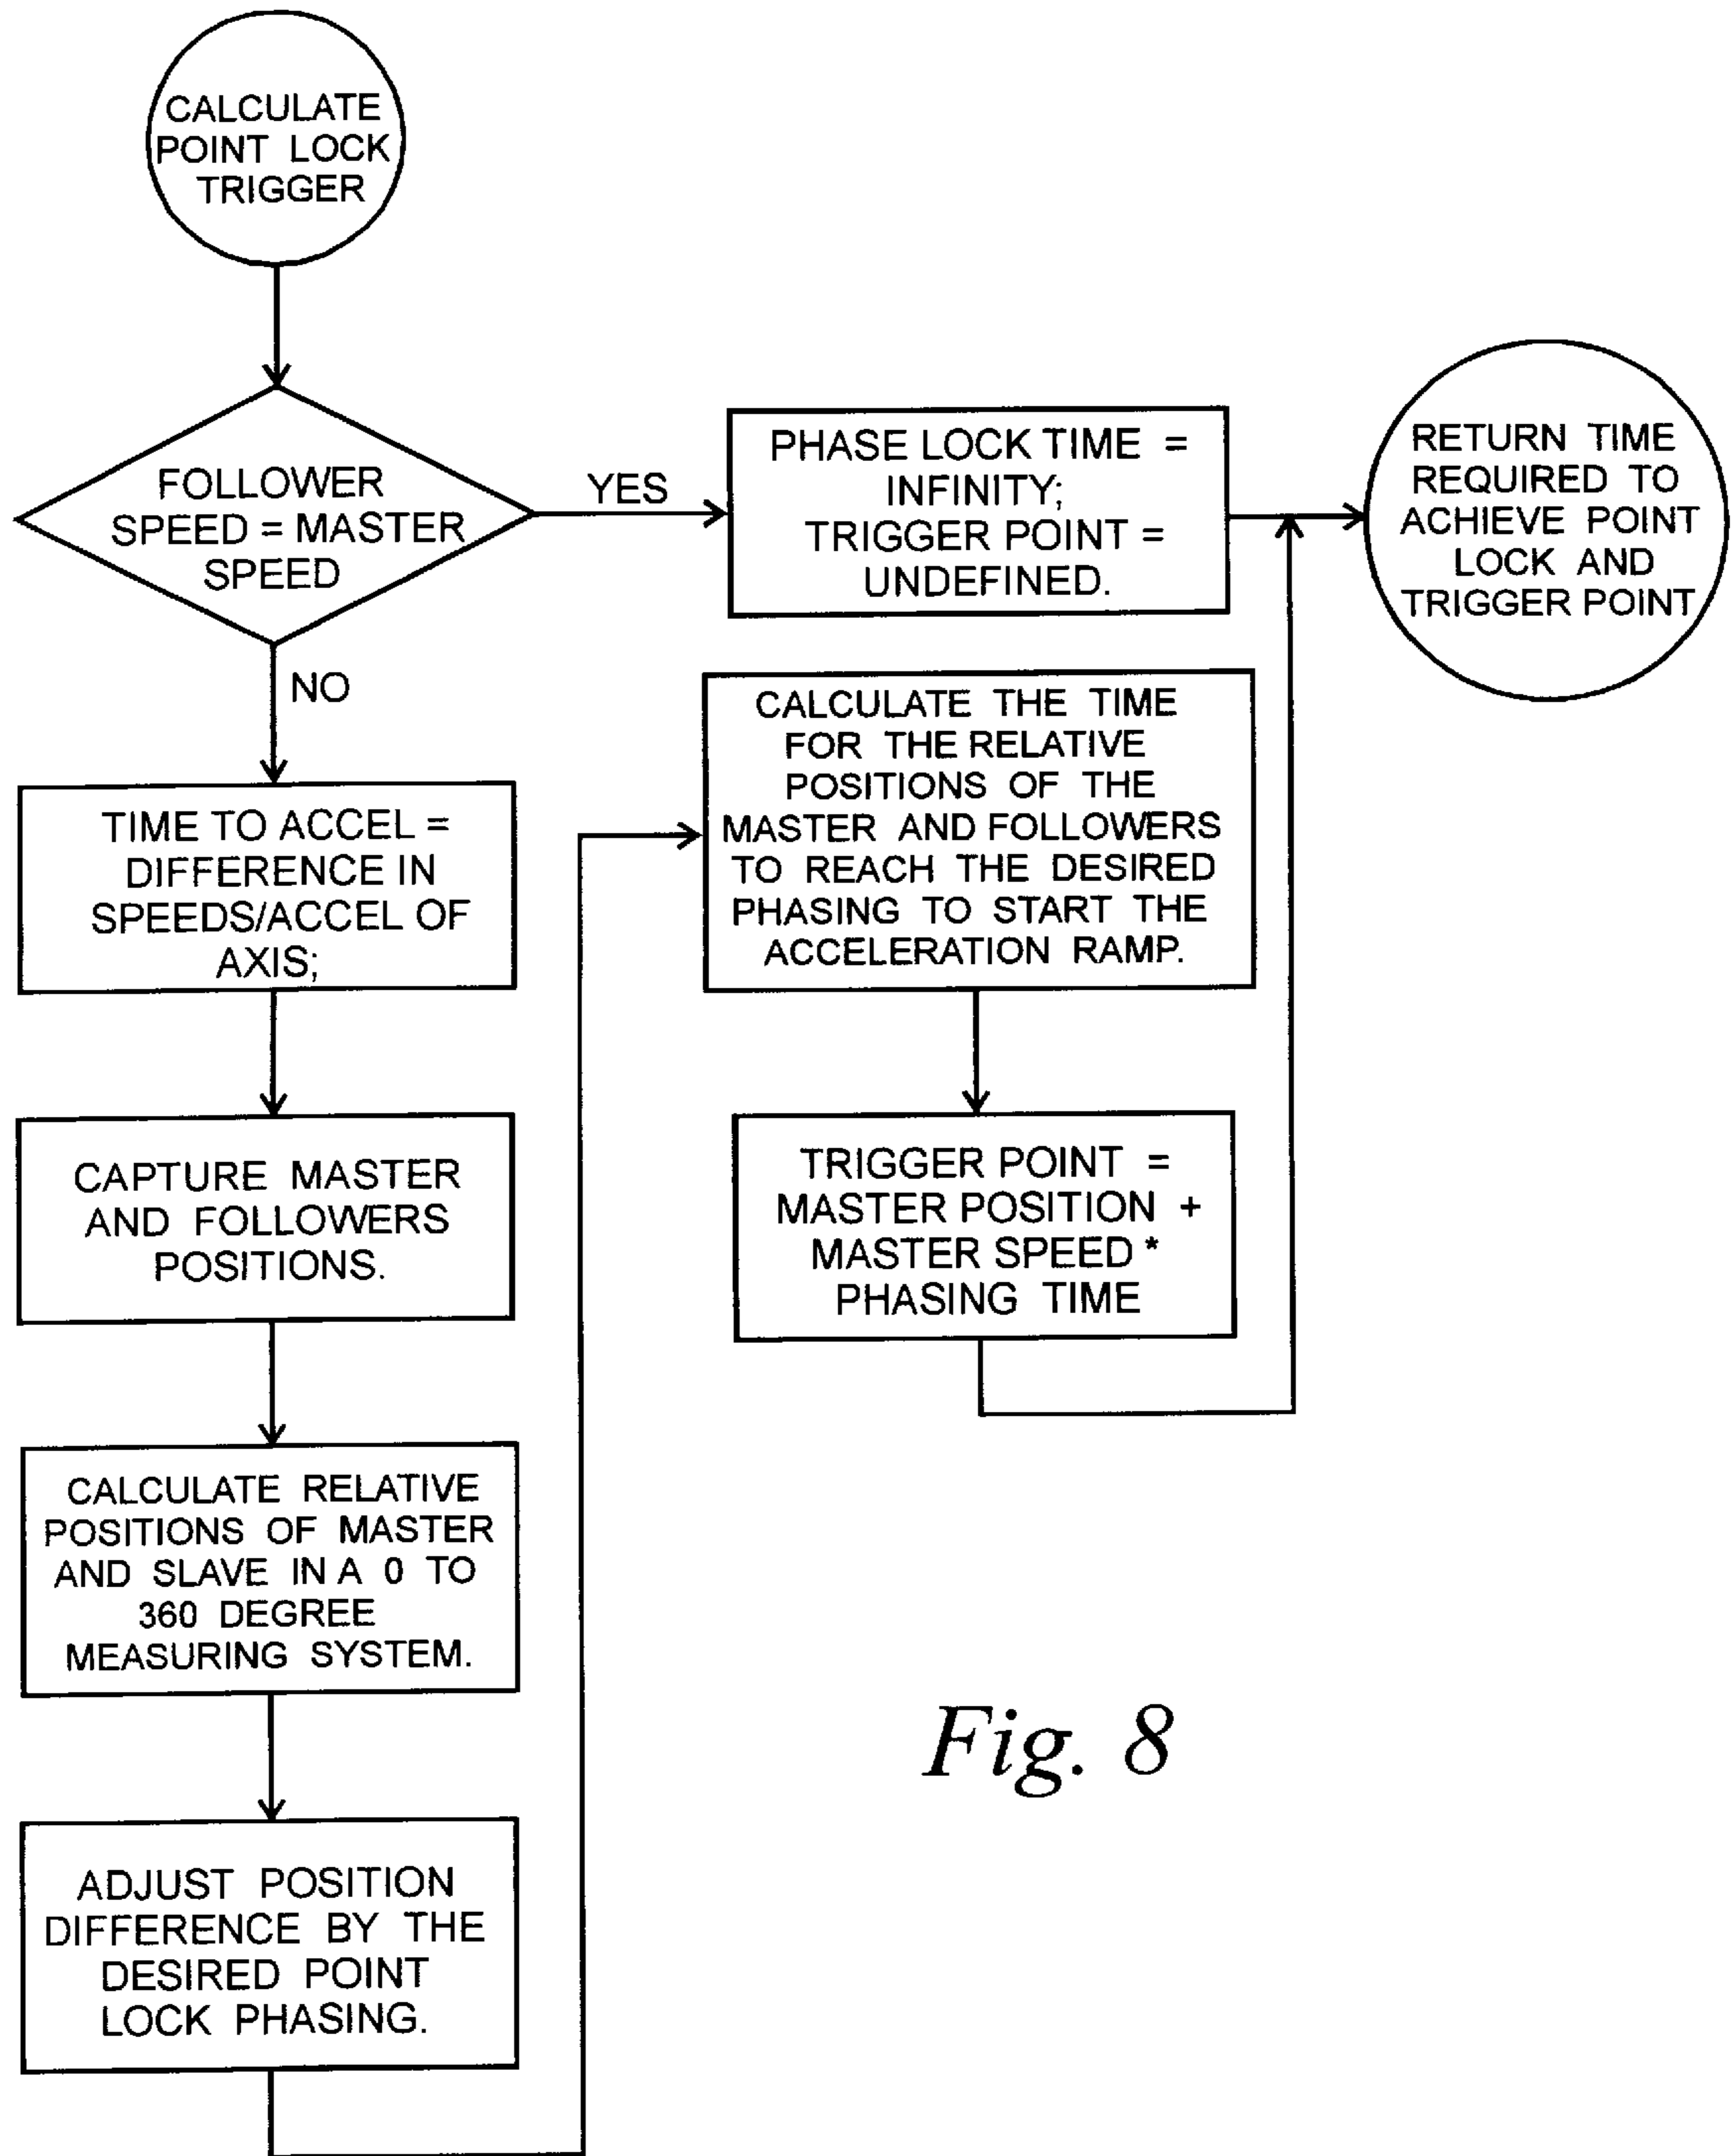 CALCULATE
POINT LOCK
TRIGGER
FOLLOWER
SPEED = MASTER
SPEED
YES
PHASE LOCK TIME =
INFINITY;
TRIGGER POINT =
UNDEFINED.
RETURN TIME
REQUIRED TO
ACHIEVE POINT
LOCK AND
TRIGGER POINT
NO
TIME TO ACCEL =
DIFFERENCE IN
SPEEDS/ACCEL OF
AXIS;
CAPTURE MASTER
AND FOLLOWERS
POSITIONS.
CALCULATE RELATIVE
POSITIONS OF MASTER
AND SLAVE IN A 0 TO
360 DEGREE
MEASURING SYSTEM.
ADJUST POSITION
DIFFERENCE BY THE
DESIRED POINT
LOCK PHASING.
CALCULATE THE TIME
FOR THE RELATIVE
POSITIONS OF THE
MASTER AND FOLLOWERS
TO REACH THE DESIRED
PHASING TO START THE
ACCELERATION RAMP.
TRIGGER POINT =
MASTER POSITION +
MASTER SPEED *
PHASING TIME
Fig. 8